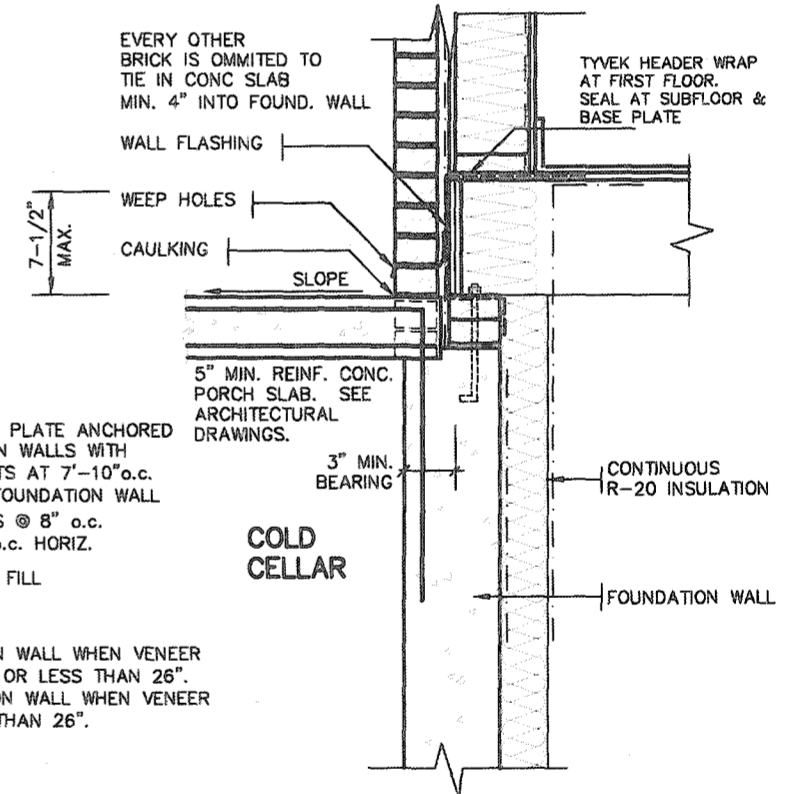 EVERY OTHER
BRICK IS OMMITED TO
TIE IN CONC SLAB
MIN. 4" INTO FOUND. WALL
TYVEK HEADER WRAP
AT FIRST FLOOR.
SEAL AT SUBFLOOR &
BASE PLATE
WALL FLASHING
WEEP HOLES
7-1/2"
MAX.
CAULKING
SLOPE
5" MIN. REINF. CONC.
PORCH SLAB. SEE
ARCHITECTURAL
DRAWINGS.
PLATE ANCHORED
N WALLS WITH
TS AT 7'-10"o.c.
FOUNDATION WALL
S @ 8" o.c.
o.c. HORIZ.
FILL
3" MIN.
BEARING
CONTINUOUS
R-20 INSULATION
COLD
CELLAR
FOUNDATION WALL
N WALL WHEN VENEER
OR LESS THAN 26".
ON WALL WHEN VENEER
THAN 26".